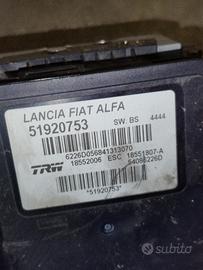 LANCIA FIAT ALFA
51920753 SW. BS 4444
6226D056841313070
TRW 18552006 ESC 18551807-A
54086226D
*51920753*
subito